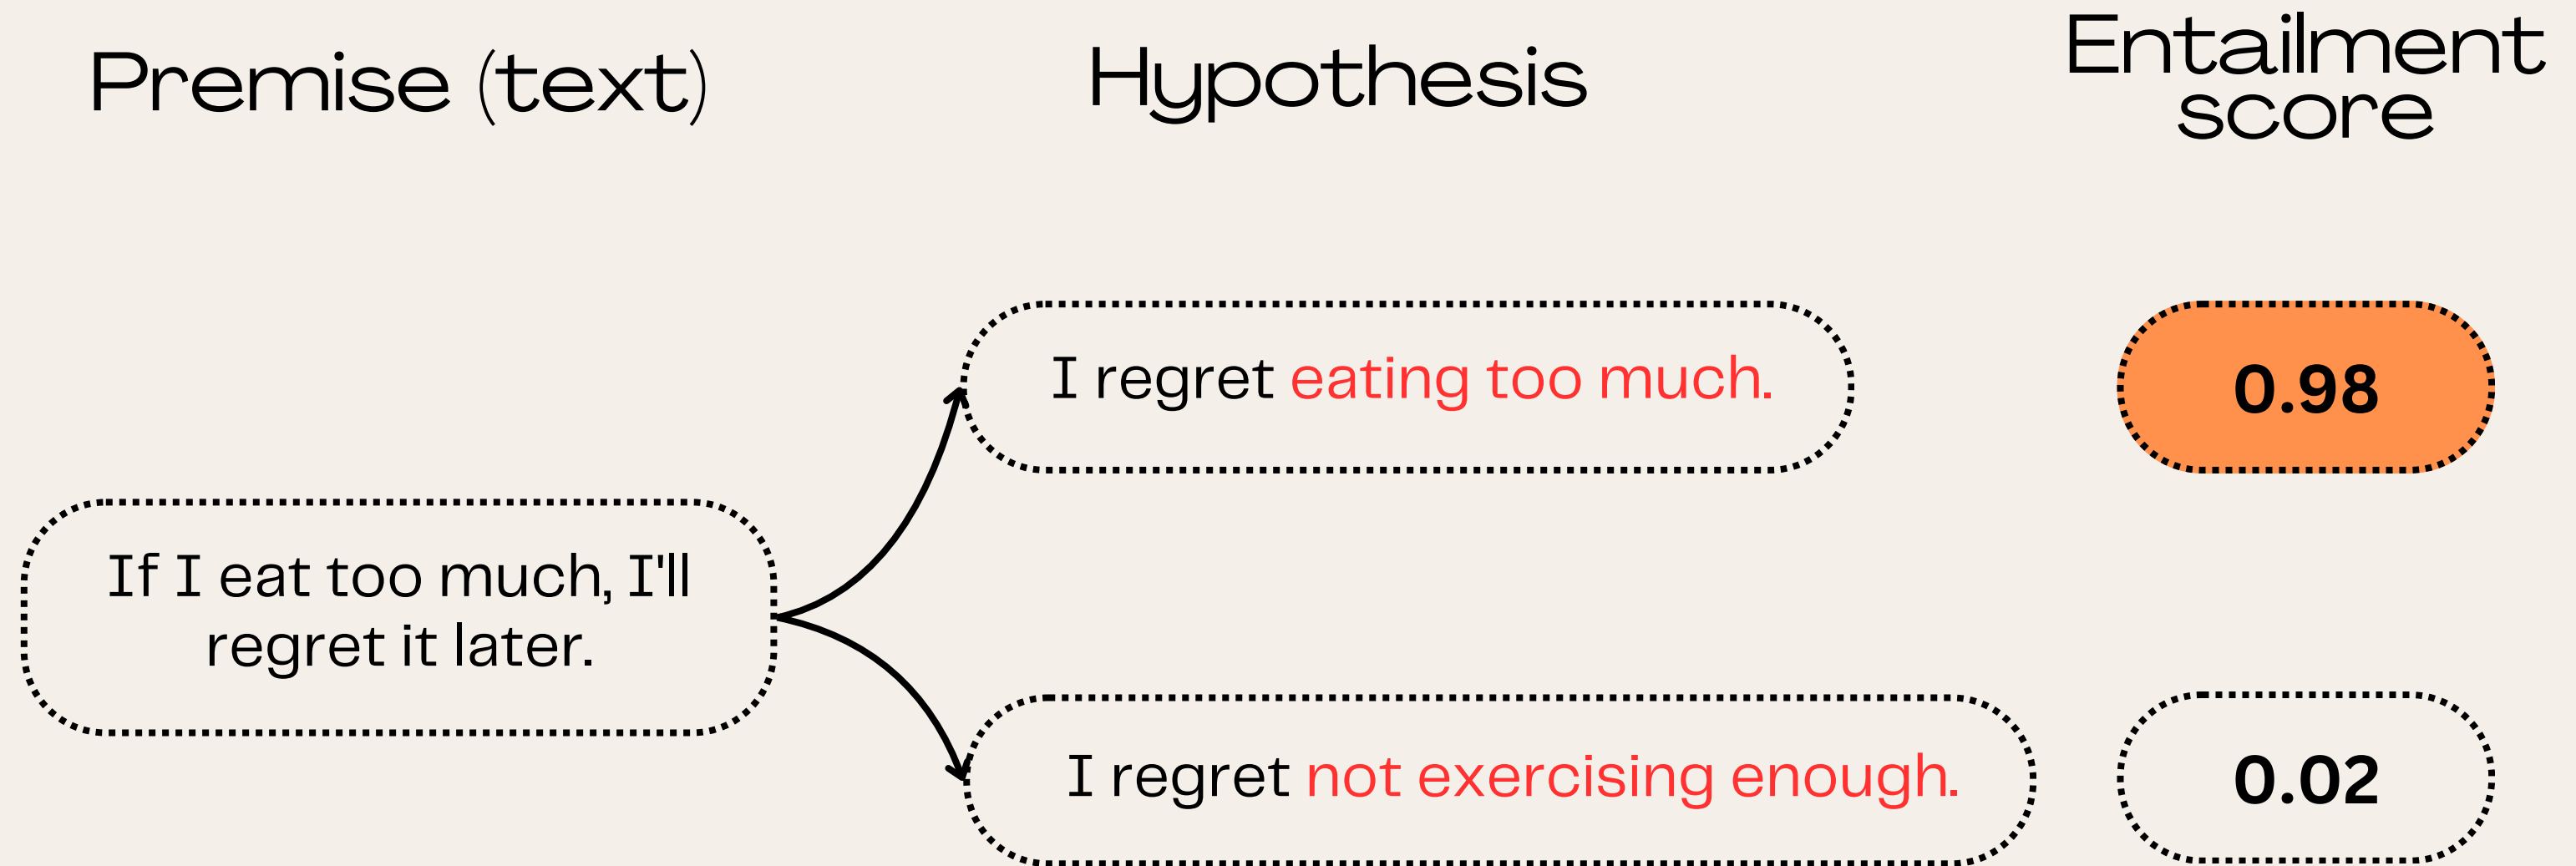 Premise (text)
Hypothesis
Entailment
score
I regret eating too much.
0.98
If I eat too much, I'll
regret it later.
I regret not exercising enough.
0.02